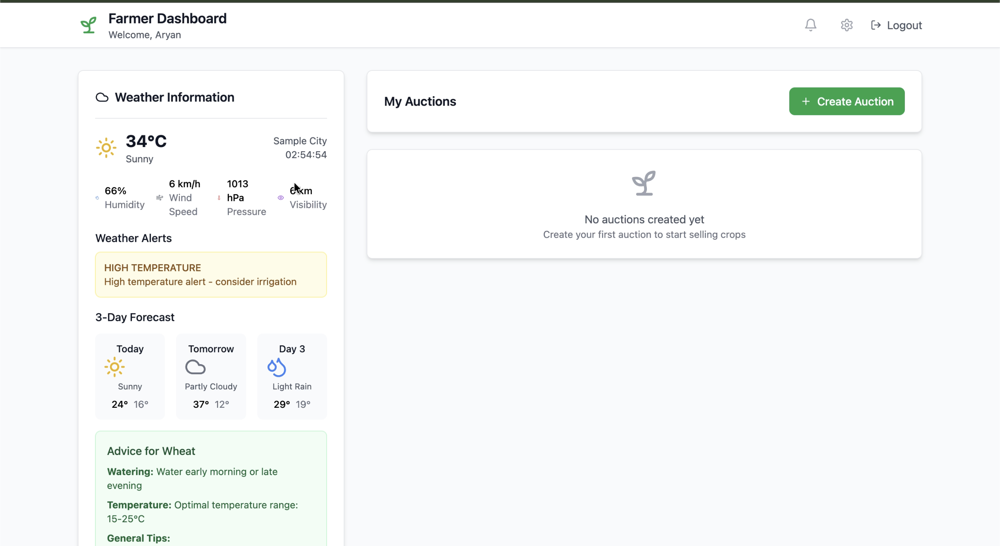 Farmer Dashboard
Welcome, Aryan
Logout
Weather Information
34°C
Sunny
Sample City
02:54:54
66%
Humidity
6 km/h
Wind
Speed
1013
hPa
Pressure
km
Visibility
Weather Alerts
HIGH TEMPERATURE
High temperature alert - consider irrigation
3-Day Forecast
Today
Sunny
24° 16°
Tomorrow
Partly Cloudy
37° 12°
Day 3
Light Rain
29° 19°
Advice for Wheat
Watering: Water early morning or late
evening
Temperature: Optimal temperature range:
15-25°C
General Tips:
My Auctions
+ Create Auction
No auctions created yet
Create your first auction to start selling crops